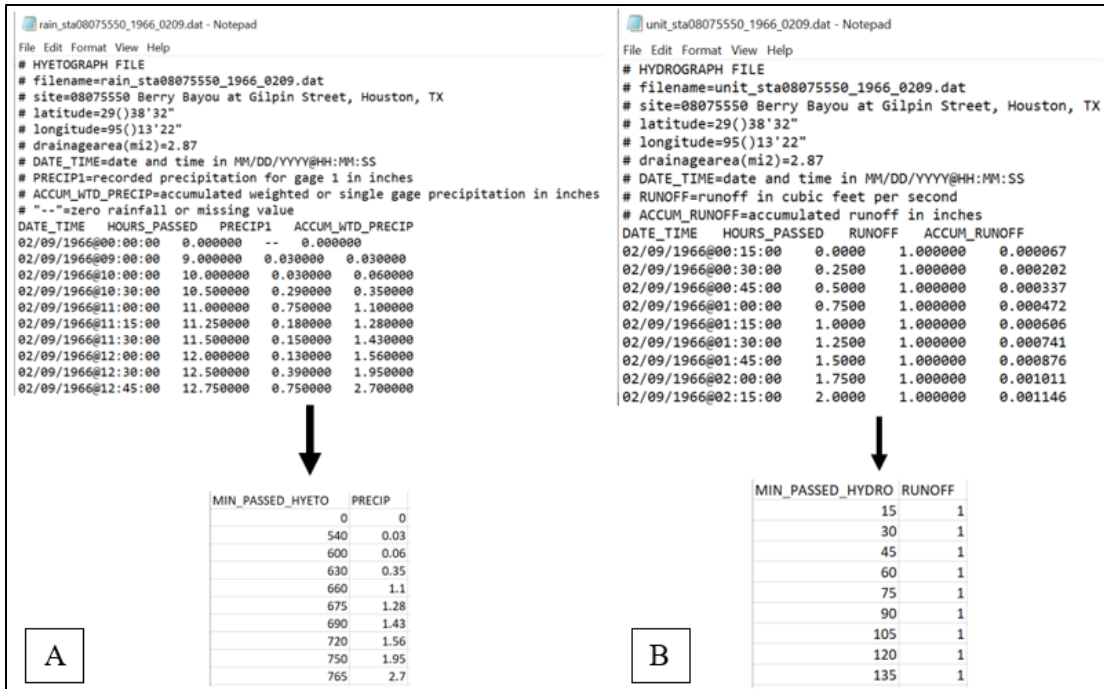 rain_sta08075550_1966_0209.dat - Notepad
File Edit Format View Help
# HYETOGRAPH FILE
# filename=rain_sta08075550_1966_0209.dat
# site=08075550 Berry Bayou at Gilpin Street, Houston, TX
# latitude=29()38'32"
# longitude=95()13'22"
# drainagearea(mi2)=2.87
# DATE_TIME=date and time in MM/DD/YYYY@HH:MM:SS
# PRECIP1=recorded precipitation for gage 1 in inches
# ACCUM_WTD_PRECIP=accumulated weighted or single gage precipitation in inches
# "--"=zero rainfall or missing value
DATE_TIME HOURS_PASSED PRECIP1 ACCUM_WTD_PRECIP
02/09/1966@00:00:00 0.000000 -- 0.000000
02/09/1966@09:00:00 9.000000 0.030000 0.030000
02/09/1966@10:00:00 10.000000 0.030000 0.060000
02/09/1966@10:30:00 10.500000 0.290000 0.350000
02/09/1966@11:00:00 11.000000 0.750000 1.100000
02/09/1966@11:15:00 11.250000 0.180000 1.280000
02/09/1966@11:30:00 11.500000 0.150000 1.430000
02/09/1966@12:00:00 12.000000 0.130000 1.560000
02/09/1966@12:30:00 12.500000 0.390000 1.950000
02/09/1966@12:45:00 12.750000 0.750000 2.700000
MIN_PASSED_HYETO PRECIP
0 0
540 0.03
600 0.06
630 0.35
660 1.1
675 1.28
690 1.43
720 1.56
750 1.95
765 2.7
A
unit_sta08075550_1966_0209.dat - Notepad
File Edit Format View Help
# HYDROGRAPH FILE
# filename=unit_sta08075550_1966_0209.dat
# site=08075550 Berry Bayou at Gilpin Street, Houston, TX
# latitude=29()38'32"
# longitude=95()13'22"
# drainagearea(mi2)=2.87
# DATE_TIME=date and time in MM/DD/YYYY@HH:MM:SS
# RUNOFF=runoff in cubic feet per second
# ACCUM_RUNOFF=accumulated runoff in inches
DATE_TIME HOURS_PASSED RUNOFF ACCUM_RUNOFF
02/09/1966@00:15:00 0.0000 1.000000 0.000067
02/09/1966@00:30:00 0.2500 1.000000 0.000202
02/09/1966@00:45:00 0.5000 1.000000 0.000337
02/09/1966@01:00:00 0.7500 1.000000 0.000472
02/09/1966@01:15:00 1.0000 1.000000 0.000606
02/09/1966@01:30:00 1.2500 1.000000 0.000741
02/09/1966@01:45:00 1.5000 1.000000 0.000876
02/09/1966@02:00:00 1.7500 1.000000 0.001011
02/09/1966@02:15:00 2.0000 1.000000 0.001146
MIN_PASSED_HYDRO RUNOFF
15 1
30 1
45 1
60 1
75 1
90 1
105 1
120 1
135 1
B